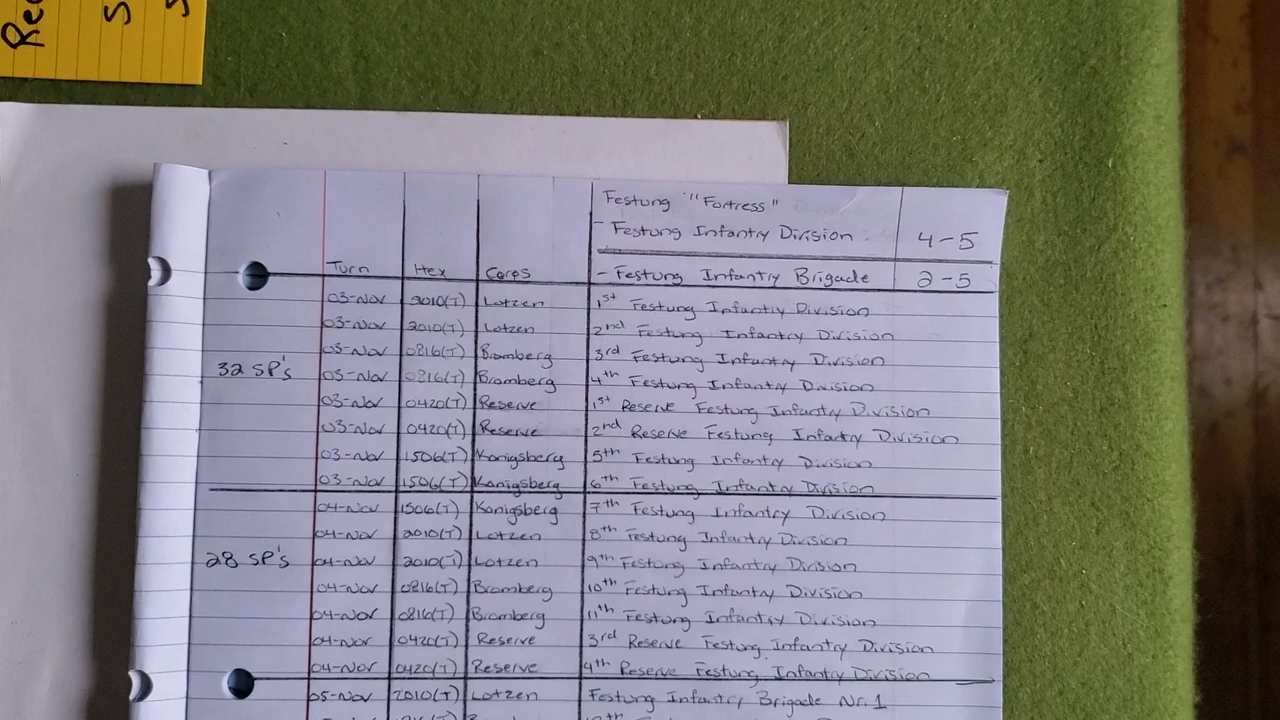 Rec
Festung "Fortress"
- Festung Infantry Division 4-5
Turn Hex Corps - Festung Infantry Brigade 2-5
03-Nov 2010(T) Lotzen 1st Festung Infantry Division
03-Nov 2010(T) Lotzen 2nd Festung Infantry Division
03-Nov 0816(T) Bromberg 3rd Festung Infantry Division
32 SP's 03-Nov 0816(T) Bromberg 4th Festung Infantry Division
03-Nov 0420(T) Reserve 1st Reserve Festung Infantry Division
03-Nov 0420(T) Reserve 2nd Reserve Festung Infantry Division
03-Nov 1506(T) Konigsberg 5th Festung Infantry Division
03-Nov 1506(T) Konigsberg 6th Festung Infantry Division
04-Nov 1506(T) Konigsberg 7th Festung Infantry Division
04-Nov 2010(T) Lotzen 8th Festung Infantry Division
28 SP's 04-Nov 2010(T) Lotzen 9th Festung Infantry Division
04-Nov 0816(T) Bromberg 10th Festung Infantry Division
04-Nov 0816(T) Bromberg 11th Festung Infantry Division
04-Nov 0420(T) Reserve 3rd Reserve Festung Infantry Division
04-Nov 0420(T) Reserve 4th Reserve Festung Infantry Division
05-Nov 2010(T) Lotzen Festung Infantry Brigade Nr. 1